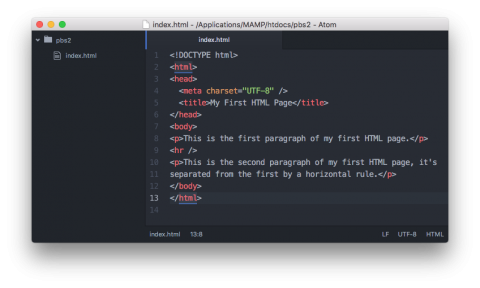 index.html - /Applications/MAMP/htdocs/pbs2 - Atom
pbs2
index.html
index.html
1 <!DOCTYPE html>
2 <html>
3 <head>
4 <meta charset="UTF-8" />
5 <title>My First HTML Page</title>
6 </head>
7 <body>
8 <p>This is the first paragraph of my first HTML page.</p>
9 <hr />
10 <p>This is the second paragraph of my first HTML page, it's
11 separated from the first by a horizontal rule.</p>
12 </body>
13 </html>
14
index.html 13:8 LF UTF-8 HTML